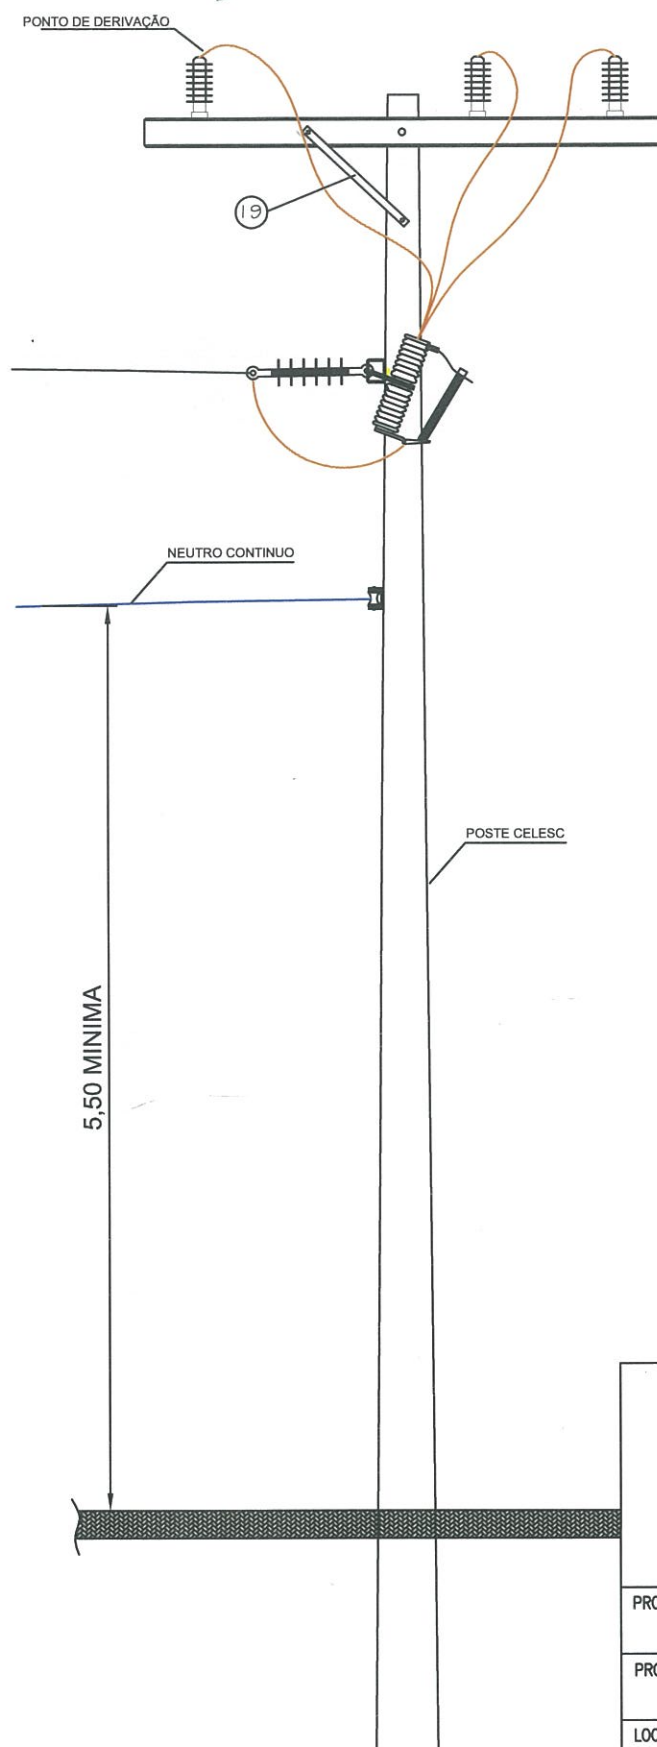 PONTO DE DERIVAÇÃO
19
NEUTRO CONTINUO
POSTE CELESC
5,50 MINIMA